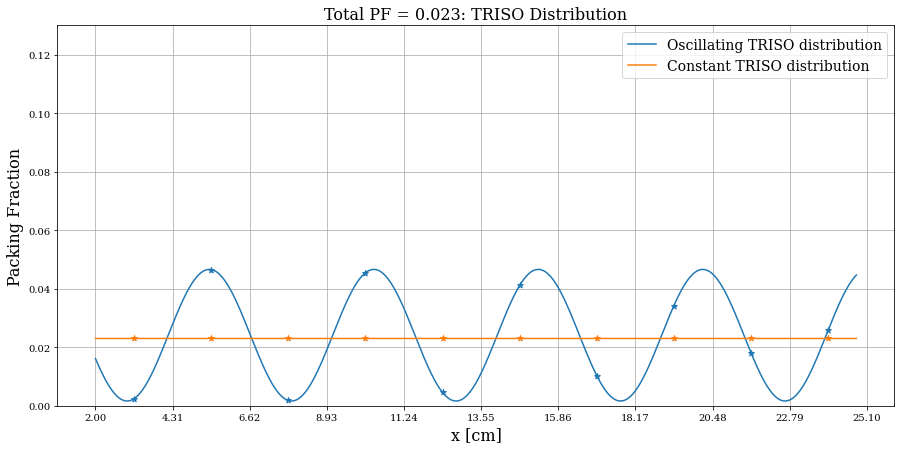 Total PF = 0.023: TRISO Distribution
Oscillating TRISO distribution
Constant TRISO distribution
Packing Fraction
0.12
0.10
0.08
0.06
0.04
0.02
0.00
2.00 4.31 6.62 8.93 11.24 13.55 15.86 18.17 20.48 22.79 25.10
x [cm]